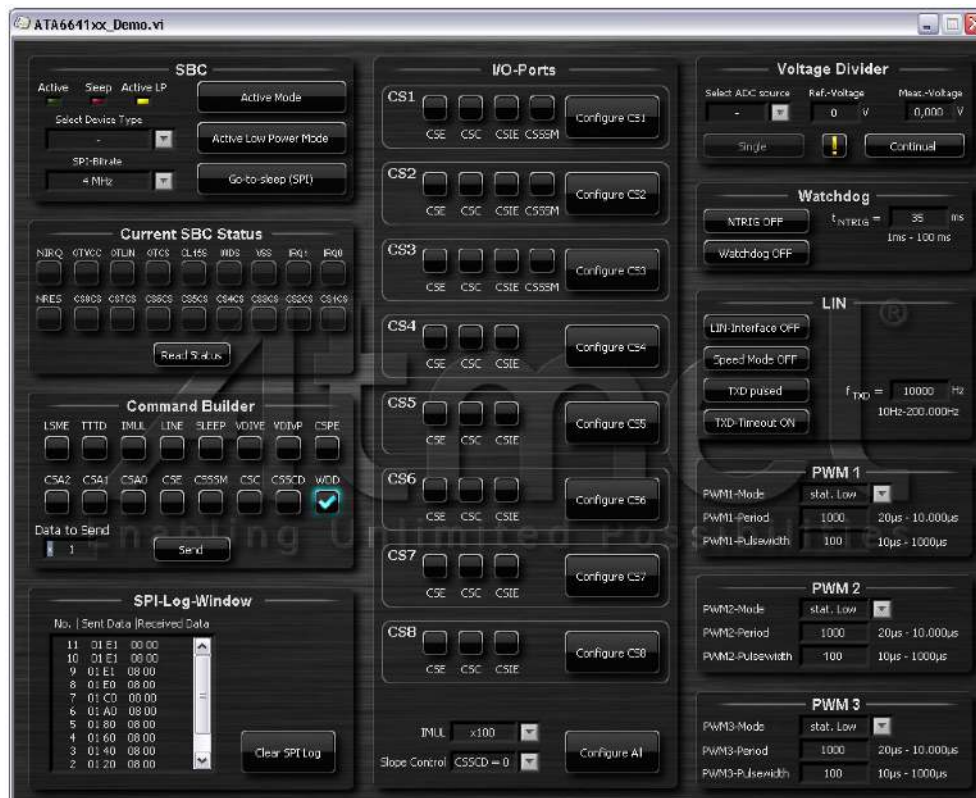 ATA6641xx_Demo.vi
SBC
Active Sleep Active LP
Active Mode
Select Device Type
-
Active Low Power Mode
SPI-Bitrate
4 MHz
Go-to-sleep (SPI)
Current SBC Status
NIRQ OTVCC OTLIN OTCS CL15S WDS VSS IRQ1 IRQ0
NRES CS8CS CS7CS CS6CS CS5CS CS4CS CS3CS CS2CS CS1CS
Read Status
Command Builder
LSME TTTD IMUL LINE SLEEP VDIVE VDIVP CSPE
CSA2 CSA1 CSA0 CSE CSSSM CSC CSSCD WDD
Data to Send
x 1
Send
SPI-Log-Window
No. | Sent Data |Received Data
11 01 E1 00 00
10 01 E1 08 00
9 01 E1 08 00
8 01 E0 08 00
7 01 C0 08 00
6 01 A0 08 00
5 01 80 08 00
4 01 60 08 00
3 01 40 08 00
2 01 20 08 00
Clear SPI Log
I/O-Ports
CS1
CSE CSC CSIE CSSSM
Configure CS1
CS2
CSE CSC CSIE CSSSM
Configure CS2
CS3
CSE CSC CSIE CSSSM
Configure CS3
CS4
CSE CSC CSIE
Configure CS4
CS5
CSE CSC CSIE
Configure CS5
CS6
CSE CSC CSIE
Configure CS6
CS7
CSE CSC CSIE
Configure CS7
CS8
CSE CSC CSIE
Configure CS8
IMUL x100
Slope Control CSSCD = 0
Configure All
Voltage Divider
Select ADC source Ref.-Voltage Meas.-Voltage
- 0 V 0,000 V
Single ! Continual
Watchdog
NTRIG OFF
tNTRIG = 35 ms
1ms - 100 ms
Watchdog OFF
LIN
LIN-Interface OFF
Speed Mode OFF
TXD pulsed
fTXD = 10000 Hz
10Hz-200.000Hz
TXD-Timeout ON
PWM 1
PWM1-Mode stat. Low
PWM1-Period 1000 20µs - 10.000µs
PWM1-Pulsewidth 100 10µs - 1000µs
PWM 2
PWM2-Mode stat. Low
PWM2-Period 1000 20µs - 10.000µs
PWM2-Pulsewidth 100 10µs - 1000µs
PWM 3
PWM3-Mode stat. Low
PWM3-Period 1000 20µs - 10.000µs
PWM3-Pulsewidth 100 10µs - 1000µs
Atmel ®
Enabling Unlimited Possibilities